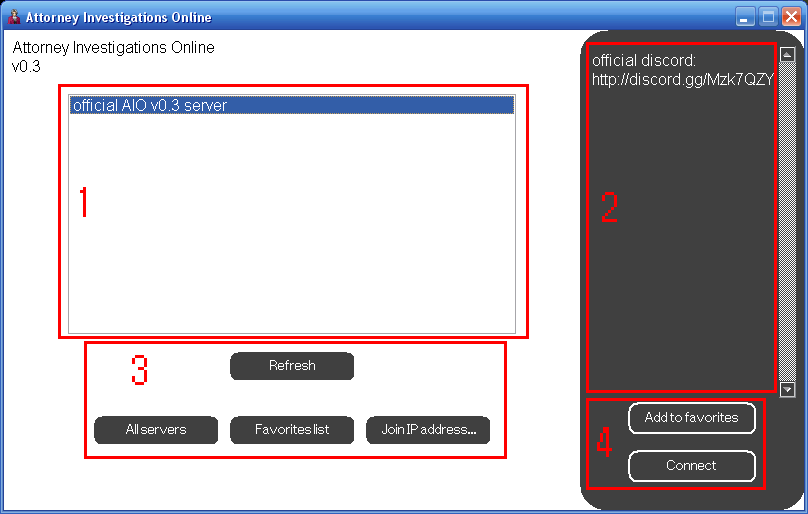 Attorney Investigations Online
Attorney Investigations Online
v0.3
official AIO v0.3 server
1
official discord:
http://discord.gg/Mzk7QZY
2
3
Refresh
All servers
Favorites list
Join IP address...
4
Add to favorites
Connect